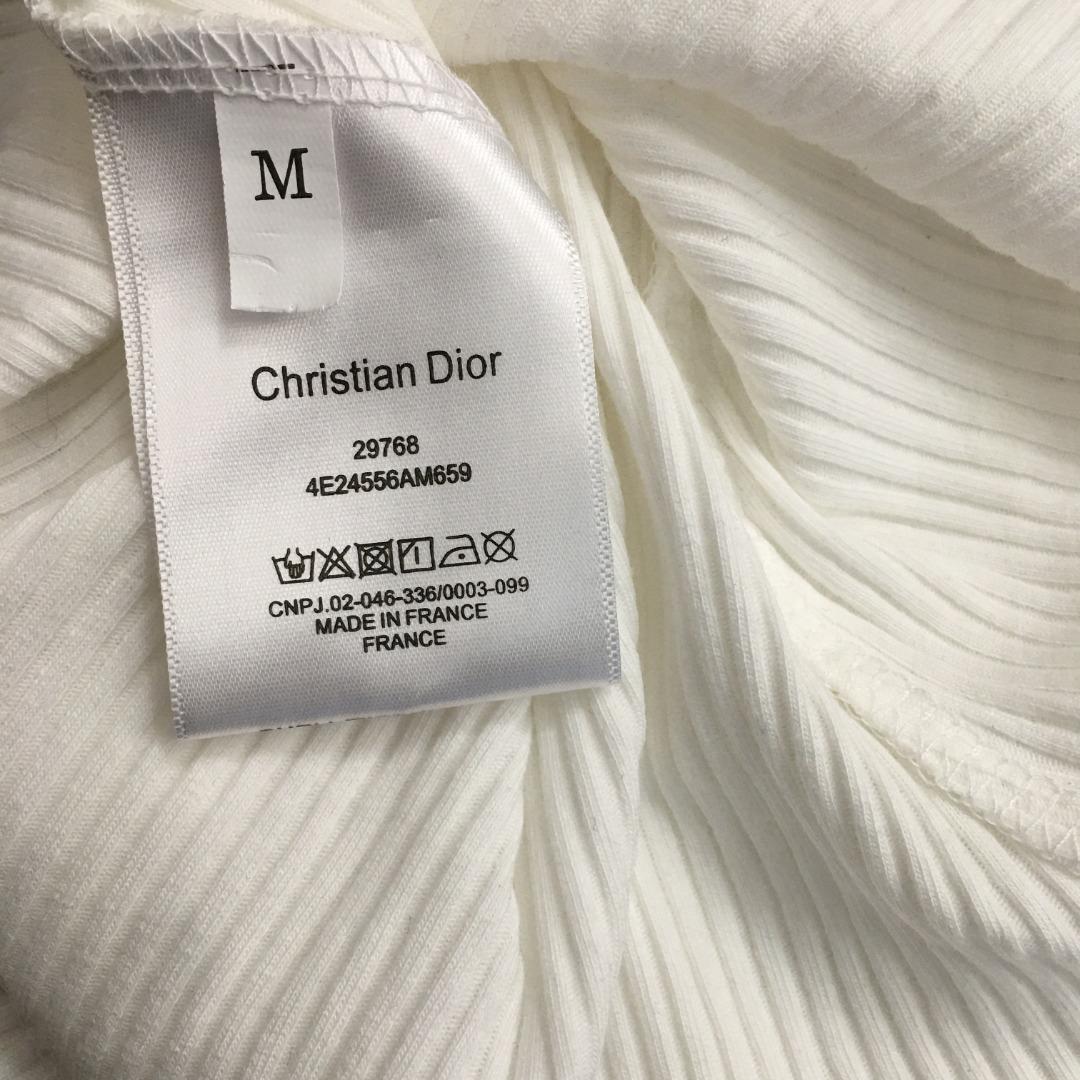 M
Christian Dior
29768
4E24556AM659
CNPJ.02-046-336/0003-099
MADE IN FRANCE
FRANCE